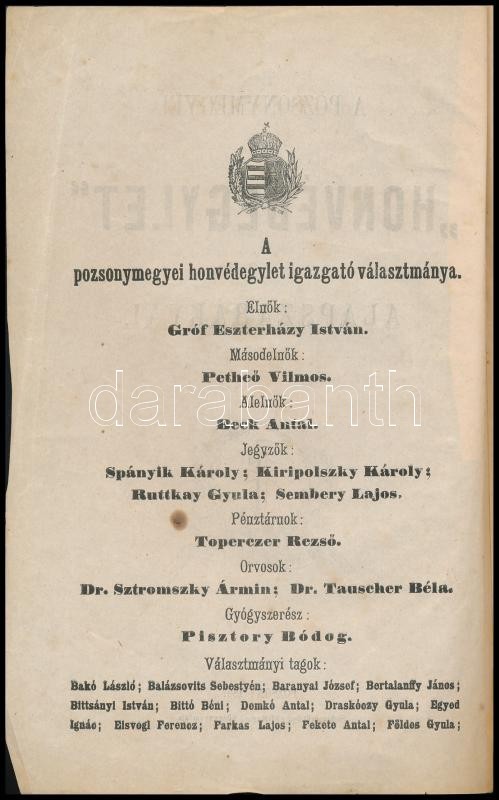 A
pozsonymegyei honvédegylet igazgató választmánya.
Elnök:
Gróf Eszterházy István.
Másodelnök:
Petheő Vilmos.
Alelnök:
Beck Antal.
Jegyzők:
Spányik Károly; Kiripolszky Károly;
Ruttkay Gyula; Sembery Lajos.
Pénztárnok:
Toperczer Rezső.
Orvosok:
Dr. Sztromszky Ármin; Dr. Tauscher Béla.
Gyógyszerész:
Pisztory Bódog.
Választmányi tagok:
Bakó László; Balázsovits Sebestyén; Baranyai József; Bertalanffy János;
Bittsányi István; Bittó Béni; Domkó Antal; Draskóczy Gyula; Egyed
Ignác; Eisvogl Ferencz; Farkas Lajos; Fekete Antal; Földes Gyula;
darabanth